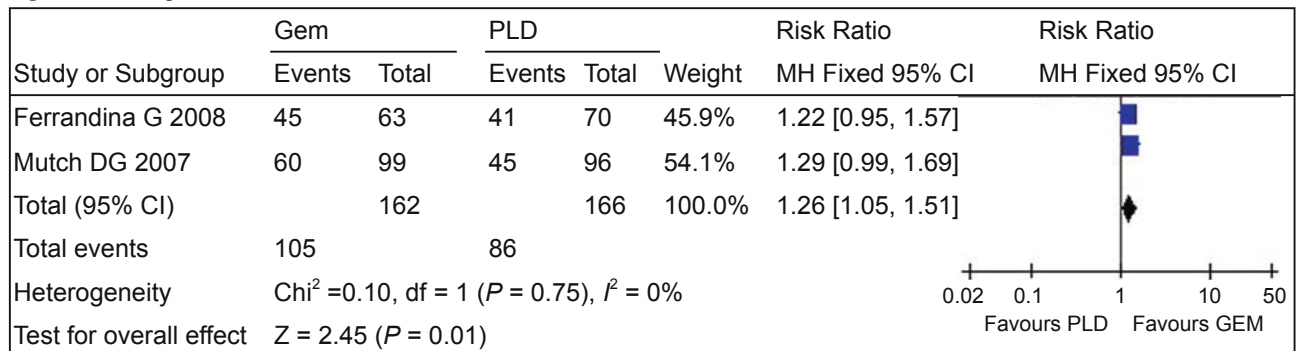 Gem PLD Risk Ratio Risk Ratio
Study or Subgroup Events Total Events Total Weight MH Fixed 95% CI MH Fixed 95% CI
Ferrandina G 2008 45 63 41 70 45.9% 1.22 [0.95, 1.57]
Mutch DG 2007 60 99 45 96 54.1% 1.29 [0.99, 1.69]
Total (95% CI) 162 166 100.0% 1.26 [1.05, 1.51]
Total events 105 86
Heterogeneity Chi² =0.10, df = 1 (P = 0.75), I² = 0%
0.02 0.1 1 10 50
Test for overall effect Z = 2.45 (P = 0.01)
Favours PLD Favours GEM